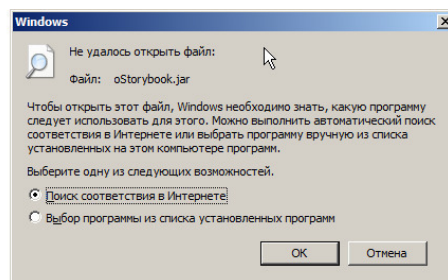 Windows
Не удалось открыть файл:
Файл: oStorybook.jar
Чтобы открыть этот файл, Windows необходимо знать, какую программу
следует использовать для этого. Можно выполнить автоматический поиск
соответствия в Интернете или выбрать программу вручную из списка
установленных на этом компьютере программ.
Выберите одну из следующих возможностей.
Поиск соответствия в Интернете
Выбор программы из списка установленных программ
ОК Отмена